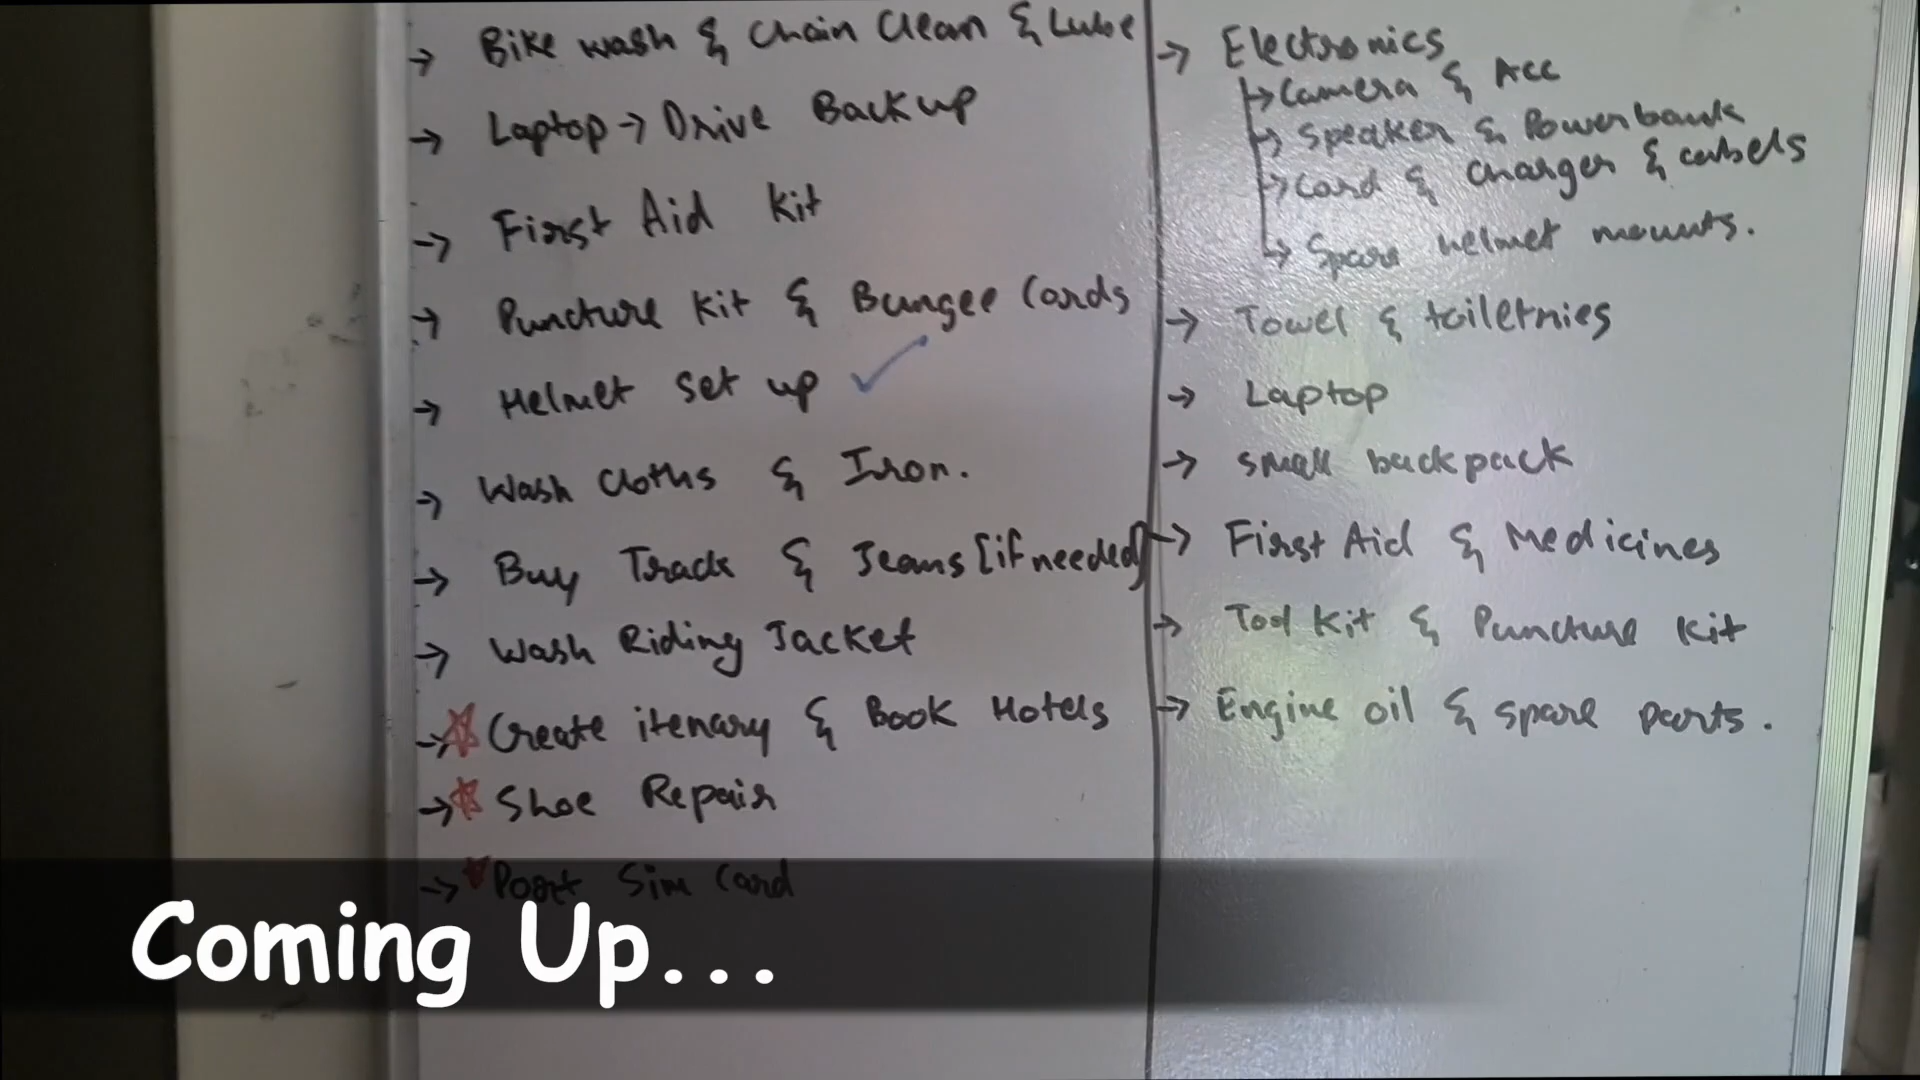 → Bike wash & Chain Clean & Lube
→ Laptop → Drive Backup
→ First Aid Kit
→ Puncture Kit & Bungee Cords
→ Helmet Set up ✓
→ Wash Cloths & Iron.
→ Buy Track & Jeans [if needed]
→ Wash Riding Jacket
→ Create itenary & Book Hotels
→ Shoe Repair
→ Port Sim Card
→ Electronics
→ Camera & Acc
→ Speaker & Powerbank
→ Card & Charger & cabels
→ Spare helmet mounts.
→ Towel & toiletries
→ Laptop
→ small backpack
→ First Aid & Medicines
→ Tool Kit & Puncture Kit
→ Engine oil & spare parts.
Coming Up...